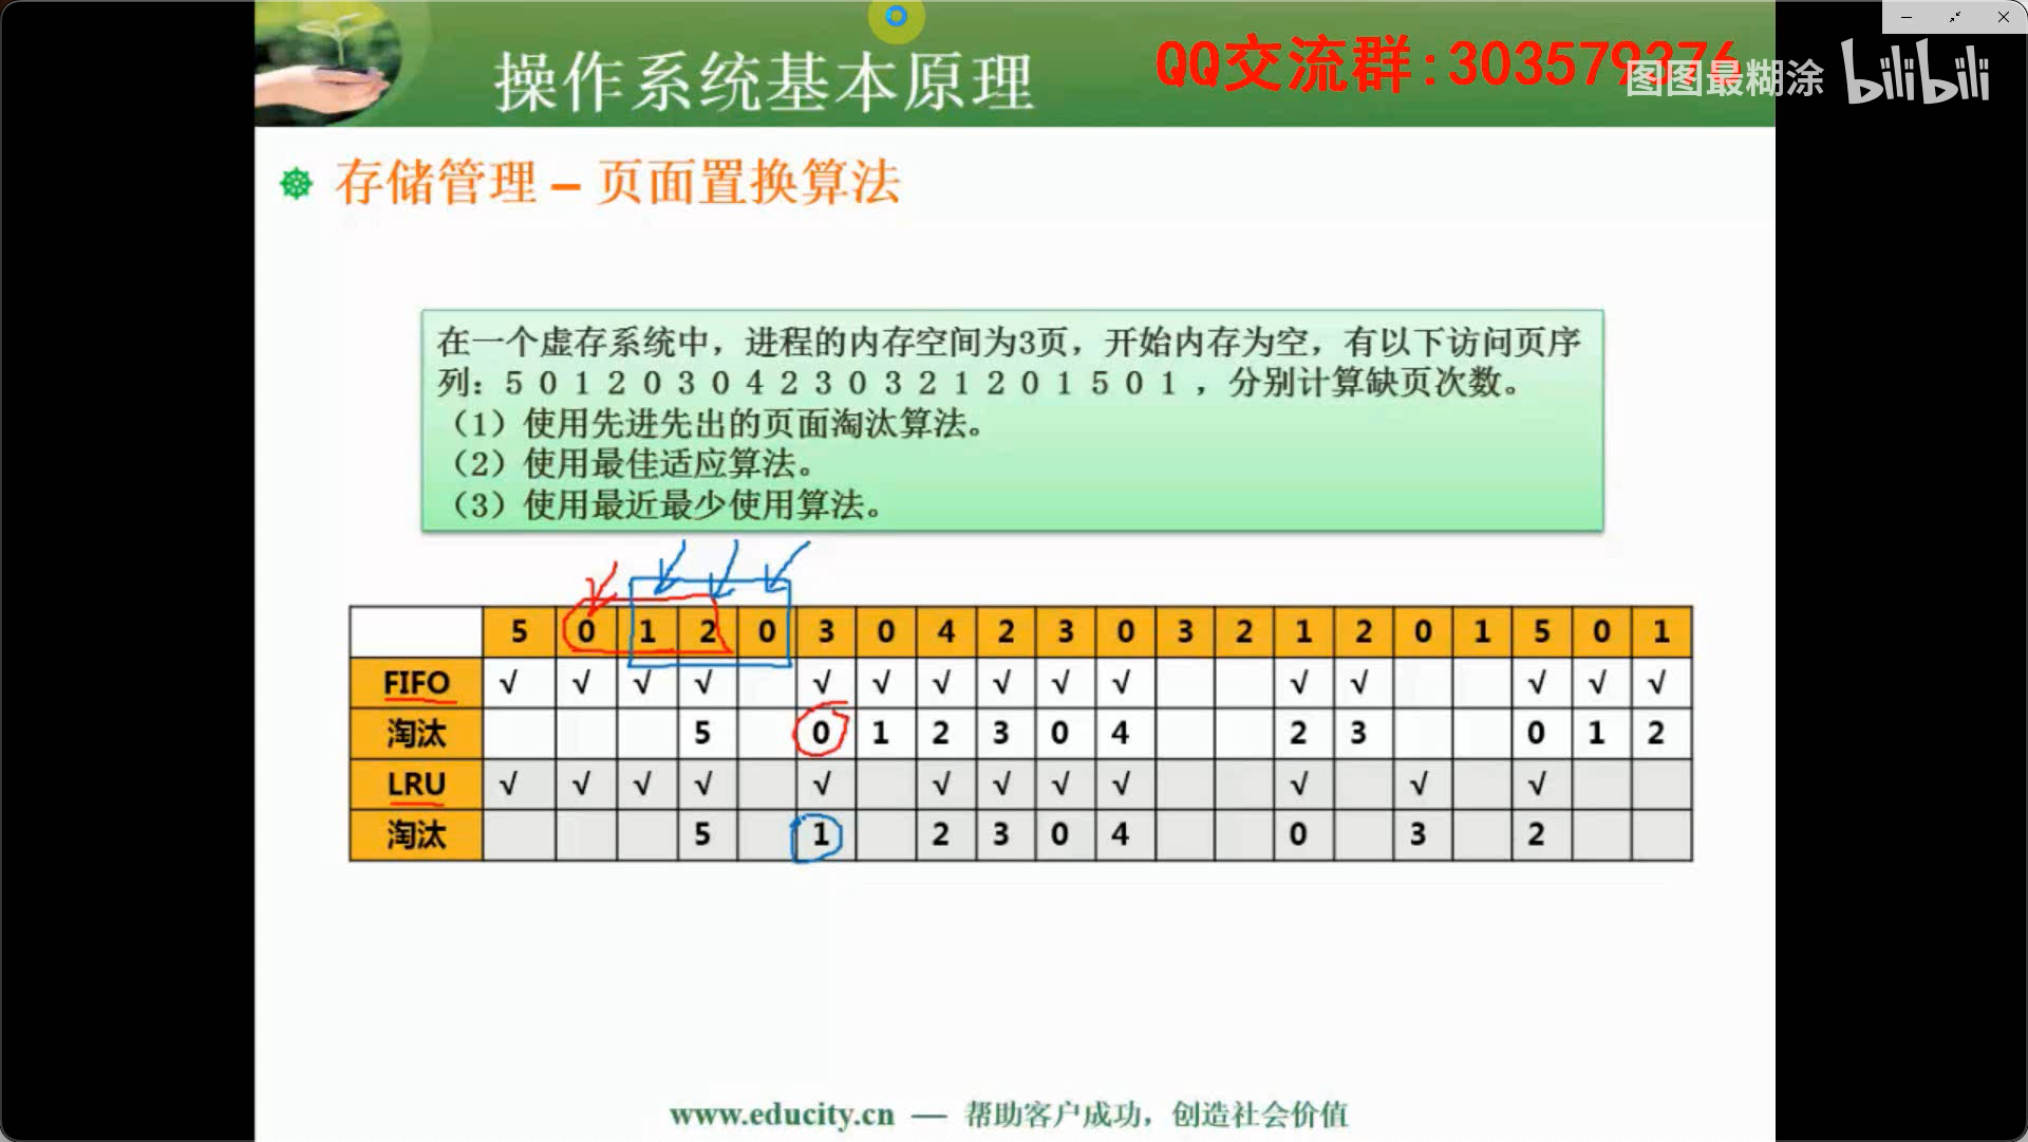 操作系统基本原理
QQ交流群:303579376
图图最糊涂 bilibili
存储管理 – 页面置换算法
在一个虚存系统中，进程的内存空间为3页，开始内存为空，有以下访问页序
列：5 0 1 2 0 3 0 4 2 3 0 3 2 1 2 0 1 5 0 1 ，分别计算缺页次数。
（1）使用先进先出的页面淘汰算法。
（2）使用最佳适应算法。
（3）使用最近最少使用算法。
5 0 1 2 0 3 0 4 2 3 0 3 2 1 2 0 1 5 0 1
FIFO √ √ √ √ √ √ √ √ √ √ √ √ √ √ √
淘汰 5 0 1 2 3 0 4 2 3 0 1 2
LRU √ √ √ √ √ √ √ √ √ √ √ √
淘汰 5 1 2 3 0 4 0 3 2
www.educity.cn — 帮助客户成功，创造社会价值